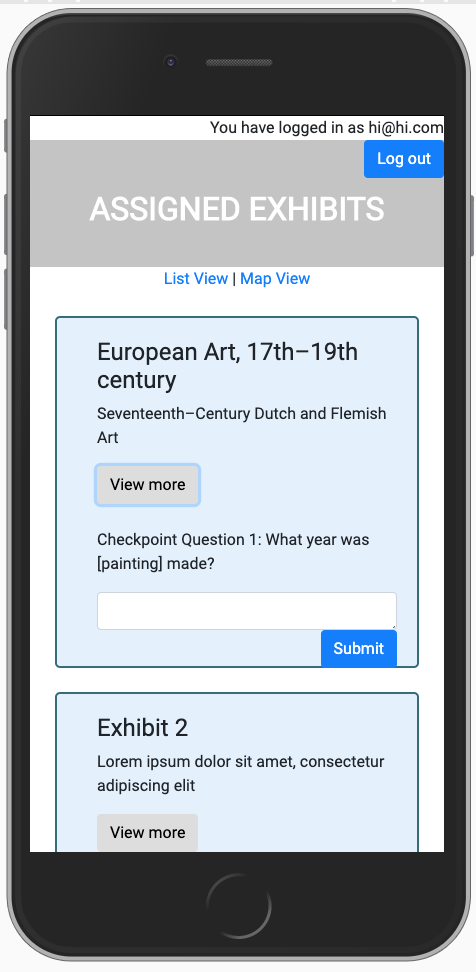 You have logged in as hi@hi.com
Log out
ASSIGNED EXHIBITS
List View | Map View
European Art, 17th–19th
century
Seventeenth–Century Dutch and Flemish
Art
View more
Checkpoint Question 1: What year was
[painting] made?
Submit
Exhibit 2
Lorem ipsum dolor sit amet, consectetur
adipiscing elit
View more